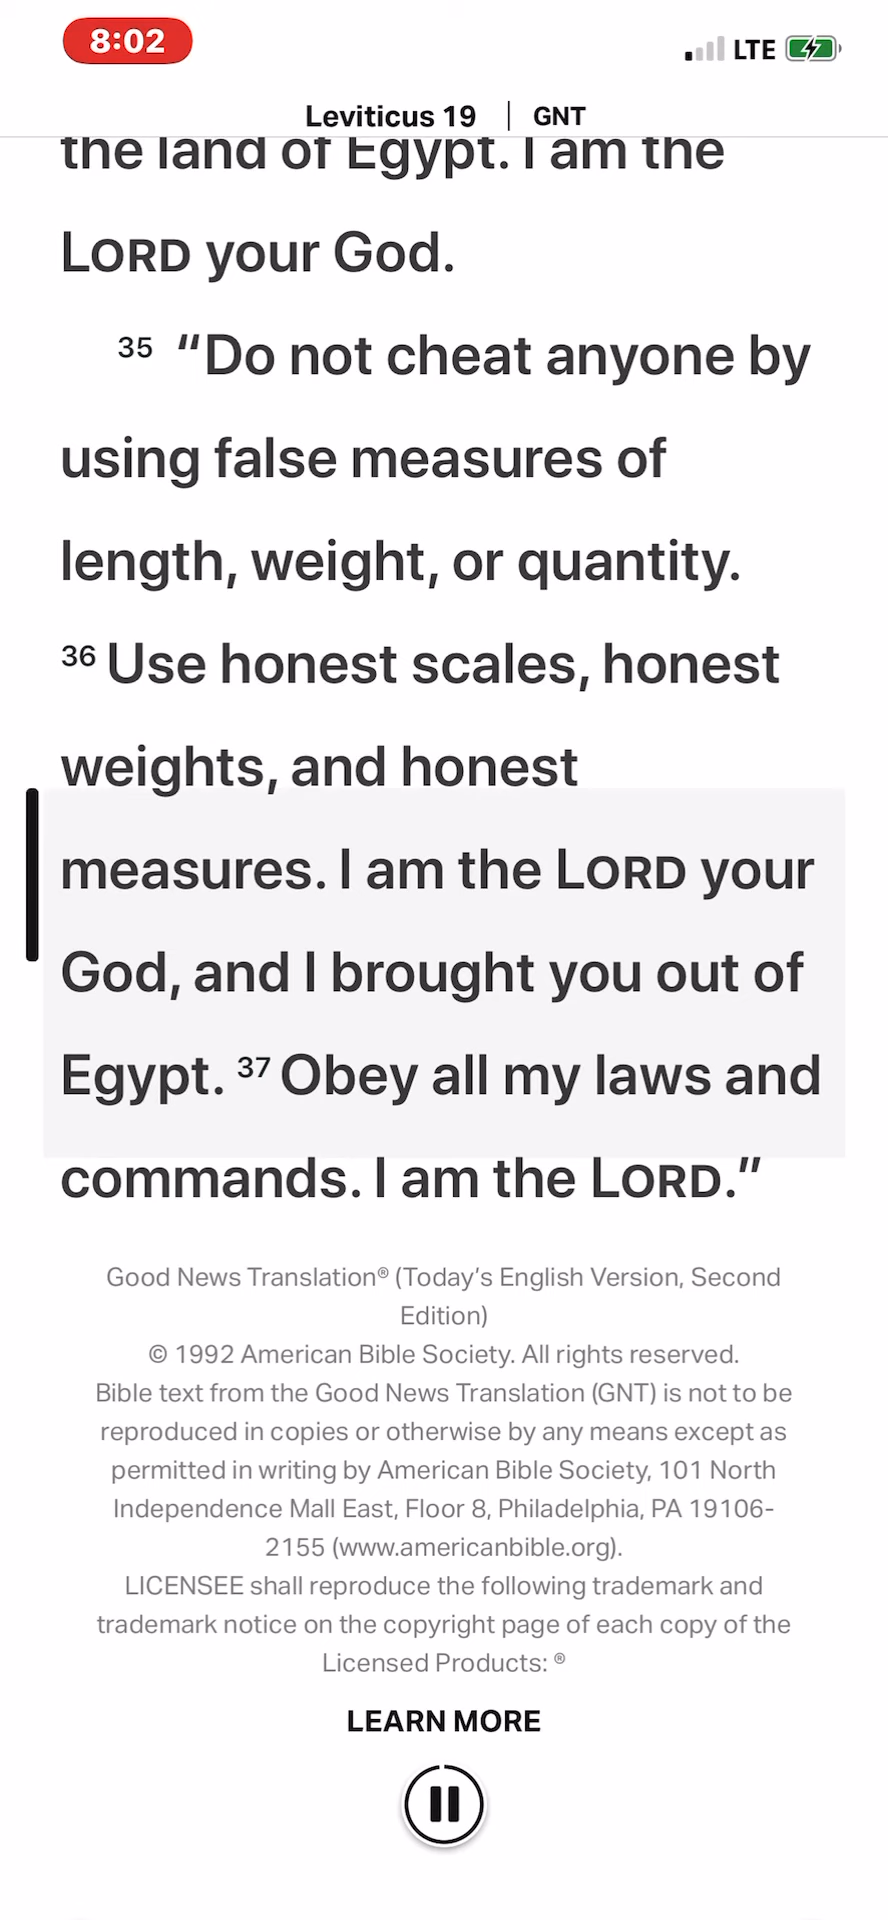 8:02
LTE
Leviticus 19 | GNT
the land of Egypt. I am the
LORD your God.
35 “Do not cheat anyone by
using false measures of
length, weight, or quantity.
36 Use honest scales, honest
weights, and honest
measures. I am the LORD your
God, and I brought you out of
Egypt. 37 Obey all my laws and
commands. I am the LORD.”
Good News Translation® (Today’s English Version, Second
Edition)
© 1992 American Bible Society. All rights reserved.
Bible text from the Good News Translation (GNT) is not to be
reproduced in copies or otherwise by any means except as
permitted in writing by American Bible Society, 101 North
Independence Mall East, Floor 8, Philadelphia, PA 19106-
2155 (www.americanbible.org).
LICENSEE shall reproduce the following trademark and
trademark notice on the copyright page of each copy of the
Licensed Products: ®
LEARN MORE